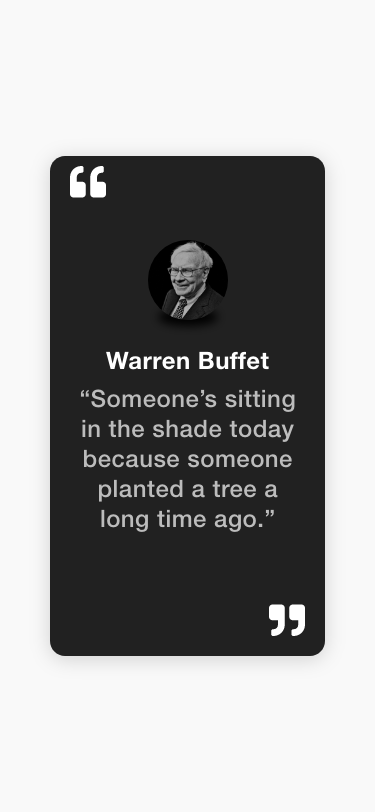 “
Warren Buffet
“Someone’s sitting
in the shade today
because someone
planted a tree a
long time ago.”
”